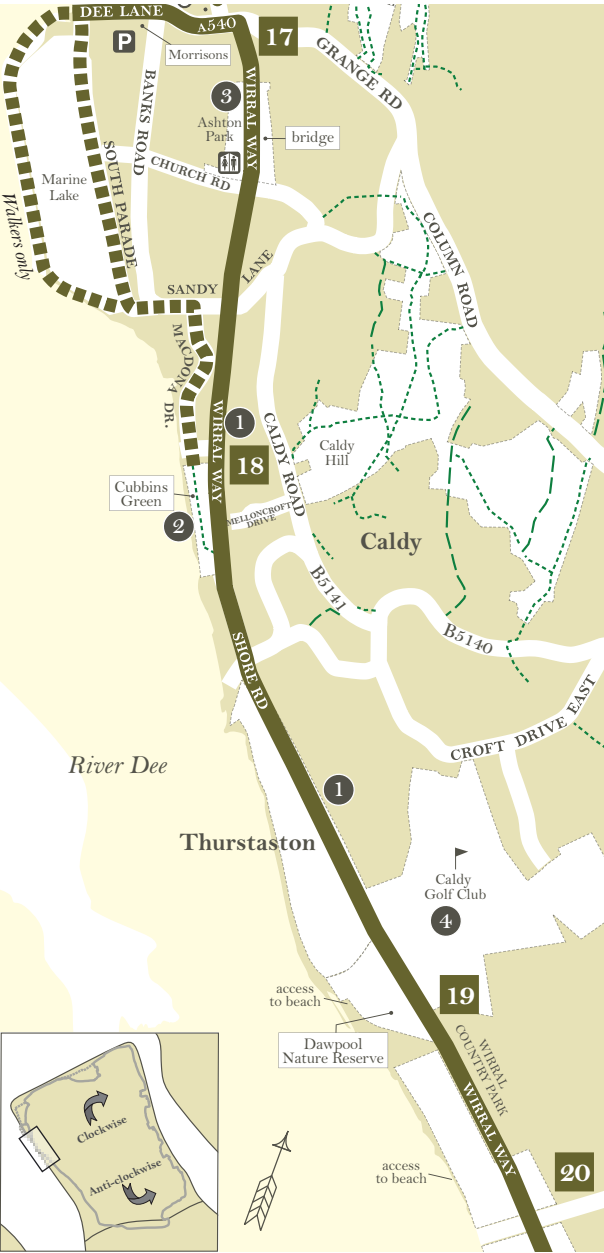 DEE LANE
A540
17
P
Morrisons
GRANGE RD
BANKS ROAD
3
Ashton
Park
WIRRAL WAY
bridge
CHURCH RD
Marine
Lake
SOUTH PARADE
Walkers only
COLUMN ROAD
SANDY
LANE
MACDONA
DR.
WIRRAL WAY
1
18
CALDY ROAD
Caldy
Hill
Cubbins
Green
2
MELLONCROFT
DRIVE
Caldy
B5141
B5140
SHORE RD
CROFT DRIVE EAST
River Dee
1
Thurstaston
Caldy
Golf Club
4
access
to beach
19
Dawpool
Nature Reserve
WIRRAL
COUNTRY PARK
WIRRAL WAY
Clockwise
Anti-clockwise
access
to beach
20